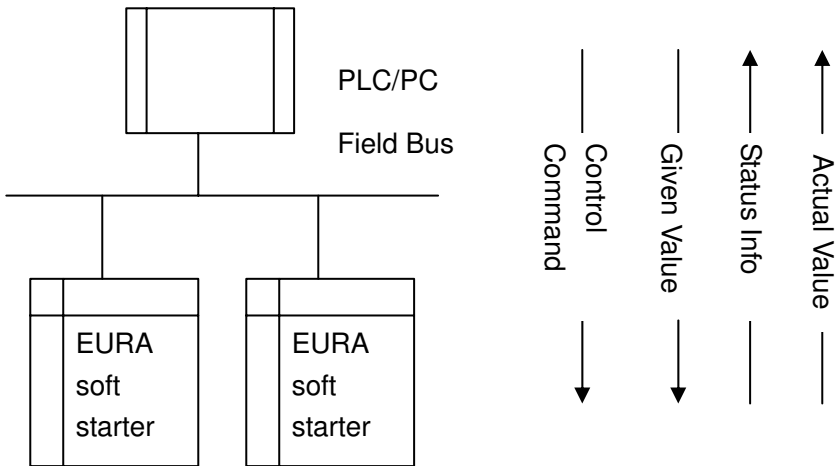 PLC/PC
Field Bus
EURA
soft
starter
EURA
soft
starter
Control
Command
Given Value
Status Info
Actual Value